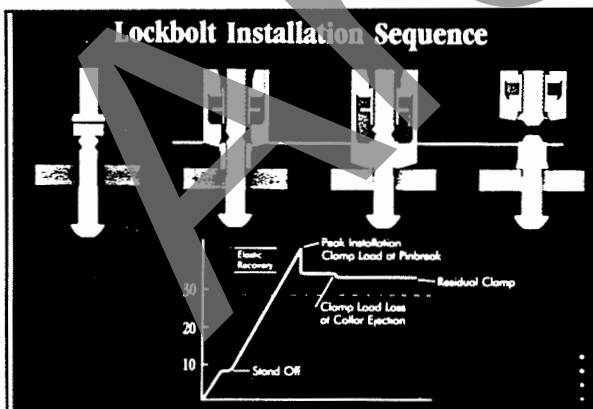 Lockbolt Installation Sequence
Elastic
Recovery
Peak Installation
Clamp Load at Pinbreak
Residual Clamp
Clamp Load Loss
at Collar Ejection
30
20
10
Stand Off